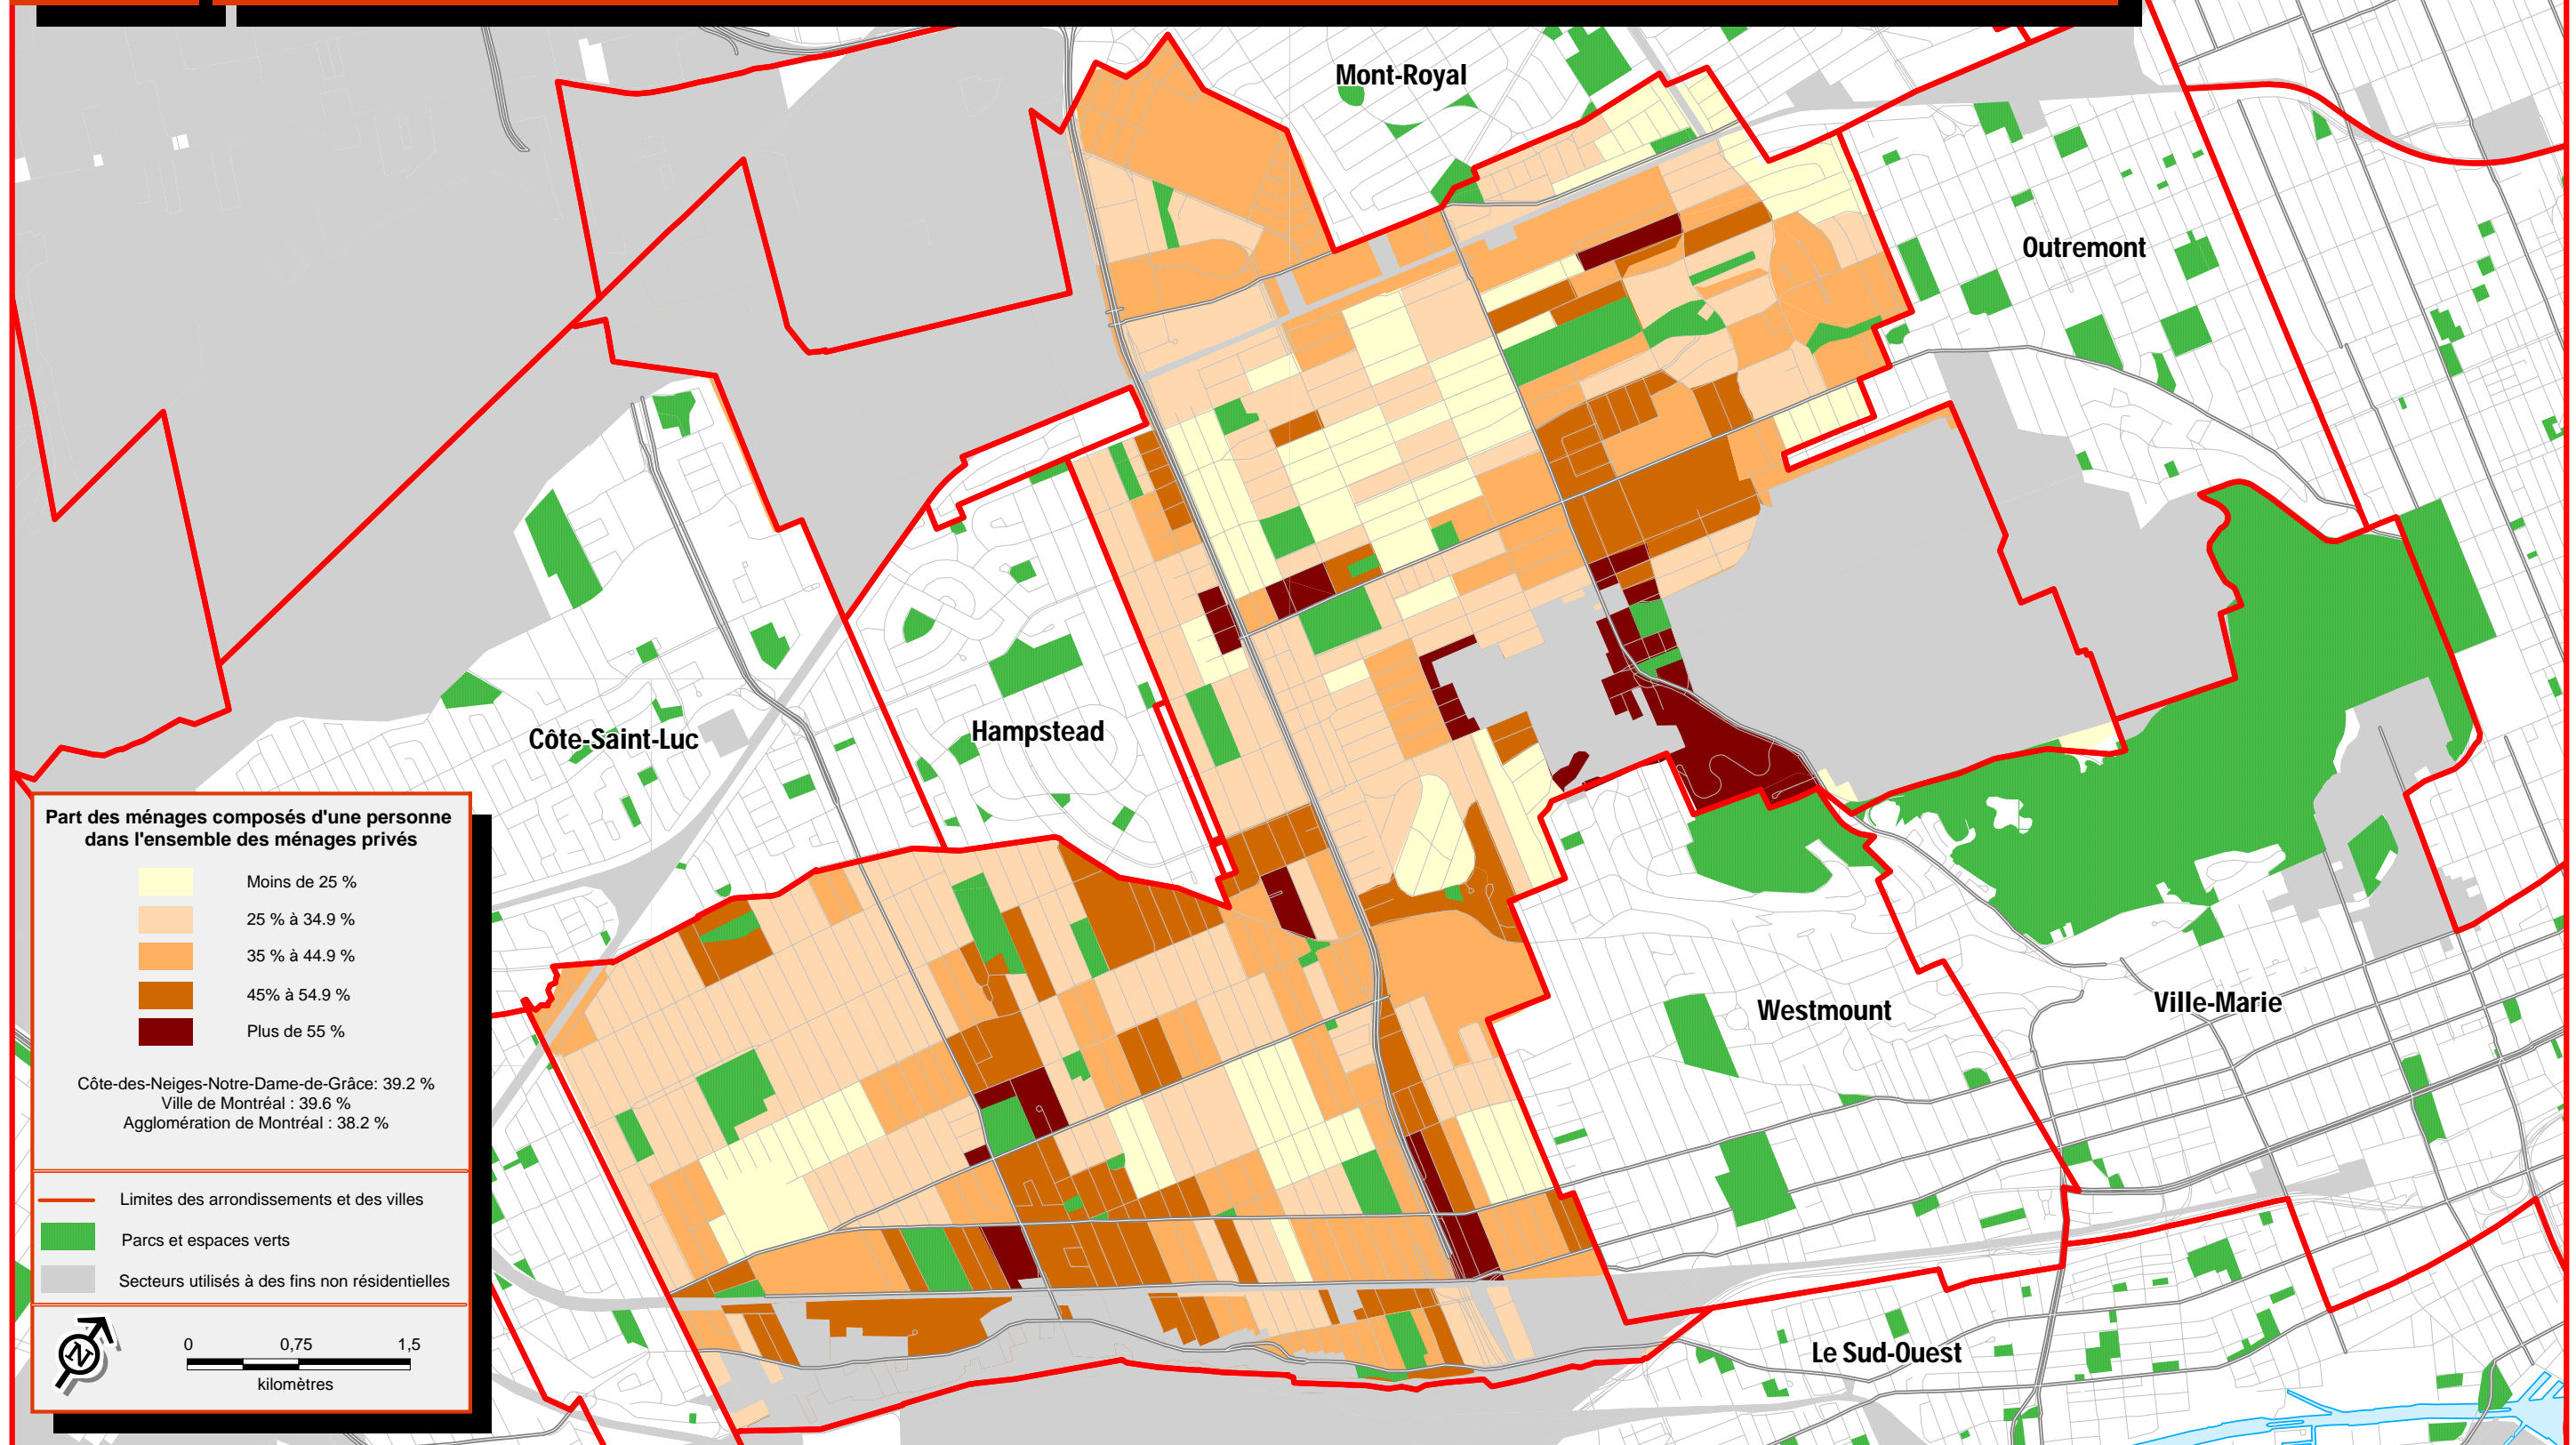 Mont-Royal
Outremont
Côte-Saint-Luc
Hampstead
Westmount
Ville-Marie
Le Sud-Ouest
Part des ménages composés d'une personne
dans l'ensemble des ménages privés
Moins de 25 %
25 % à 34.9 %
35 % à 44.9 %
45% à 54.9 %
Plus de 55 %
Côte-des-Neiges-Notre-Dame-de-Grâce: 39.2 %
Ville de Montréal : 39.6 %
Agglomération de Montréal : 38.2 %
Limites des arrondissements et des villes
Parcs et espaces verts
Secteurs utilisés à des fins non résidentielles
N
0 0,75 1,5
kilomètres